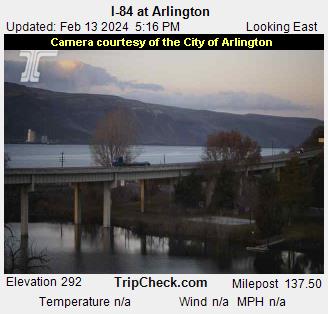 I-84 at Arlington
Updated: Feb 13 2024 5:16 PM Looking East
Camera courtesy of the City of Arlington
Elevation 292 TripCheck.com Milepost 137.50
Temperature n/a Wind n/a MPH n/a